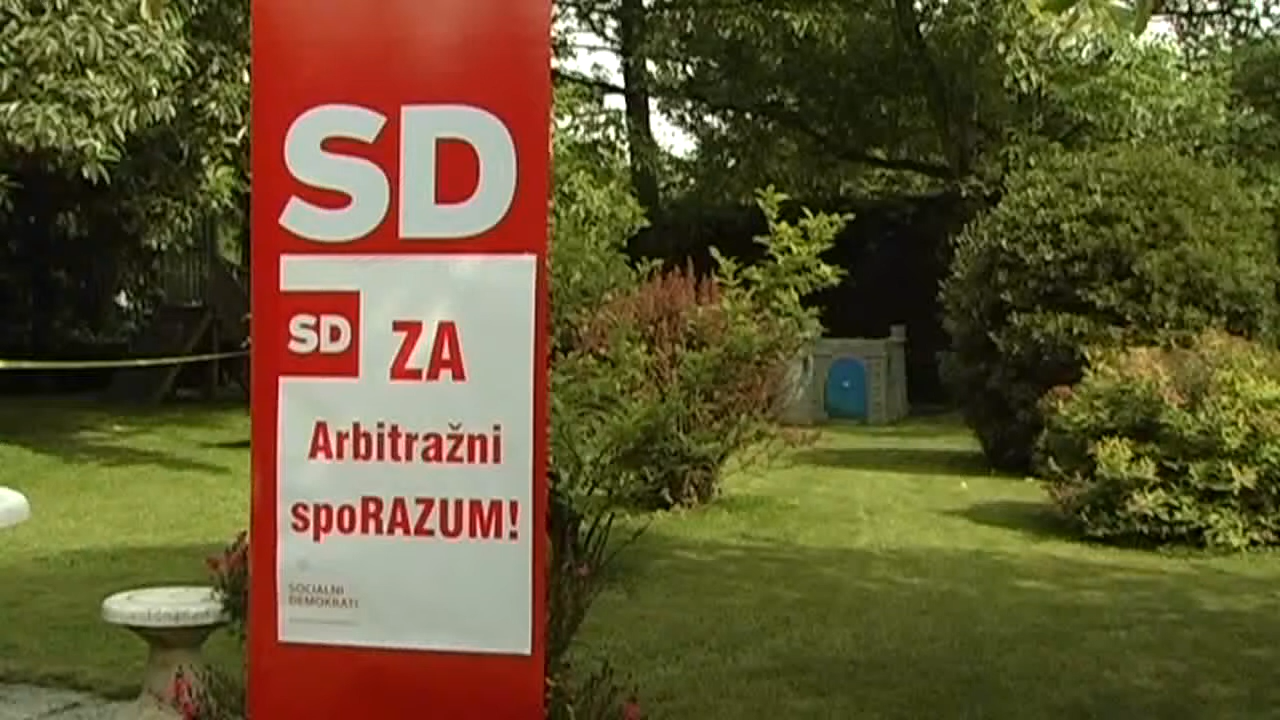 SD
SD
ZA
Arbitražni
spoRAZUM!
SOCIALNI
DEMOKRATI